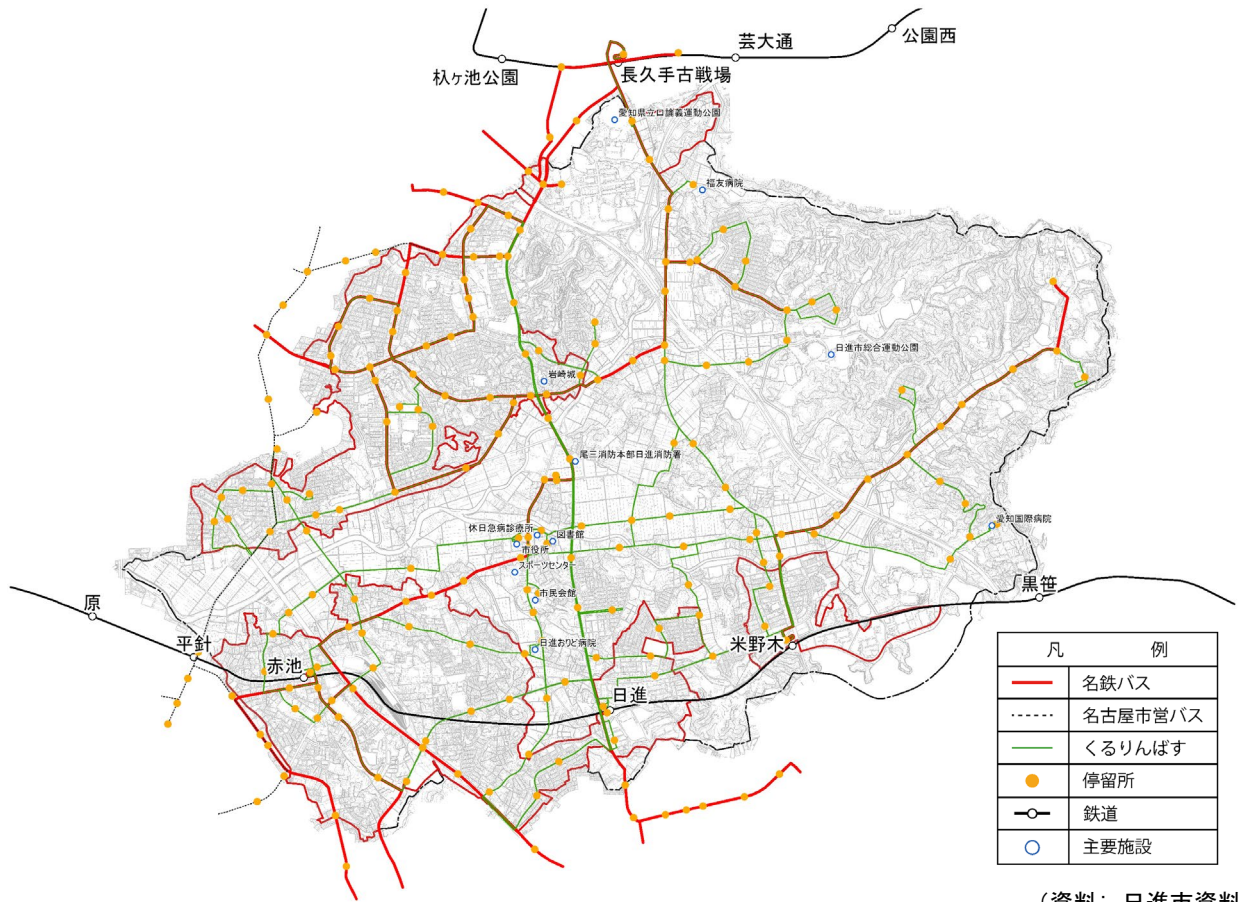 公園西
芸大通
杁ヶ池公園
長久手古戦場
愛知県立口論義運動公園
福友病院
日進市総合運動公園
岩崎城
尾三消防本部日進消防署
愛知国際病院
休日急病診療所
図書館
市役所
スポーツセンター
市民会館
黒笹
原
平針
日進おりど病院
米野木
赤池
日進
凡 例
名鉄バス
名古屋市営バス
くるりんばす
停留所
鉄道
主要施設
(資料：日進市資料